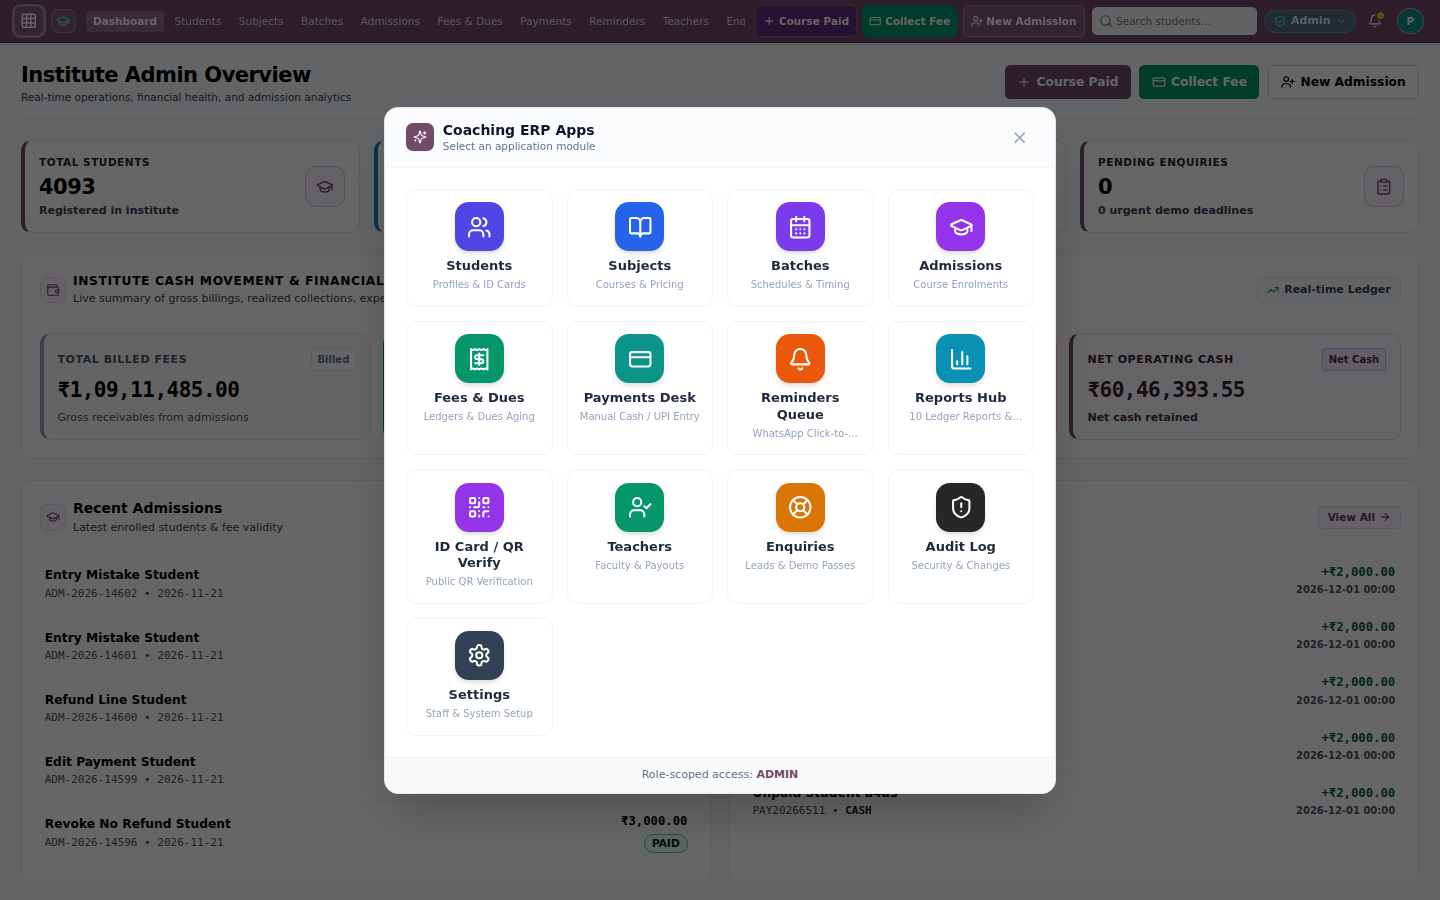 Dashboard Students Subjects Batches Admissions Fees & Dues Payments Reminders Teachers Enq
Course Paid
Collect Fee
New Admission
Search students...
Admin
P
Institute Admin Overview
Real-time operations, financial health, and admission analytics
Course Paid
Collect Fee
New Admission
TOTAL STUDENTS
4093
Registered in institute
PENDING ENQUIRIES
0
0 urgent demo deadlines
INSTITUTE CASH MOVEMENT & FINANCIAL
Live summary of gross billings, realized collections, expe
Real-time Ledger
TOTAL BILLED FEES
Billed
₹1,09,11,485.00
Gross receivables from admissions
NET OPERATING CASH
Net Cash
₹60,46,393.55
Net cash retained
Recent Admissions
Latest enrolled students & fee validity
View All
Entry Mistake Student
ADM-2026-14602 • 2026-11-21
Entry Mistake Student
ADM-2026-14601 • 2026-11-21
Refund Line Student
ADM-2026-14600 • 2026-11-21
Edit Payment Student
ADM-2026-14599 • 2026-11-21
Revoke No Refund Student
ADM-2026-14596 • 2026-11-21
₹3,000.00
PAID
+₹2,000.00
2026-12-01 00:00
+₹2,000.00
2026-12-01 00:00
+₹2,000.00
2026-12-01 00:00
+₹2,000.00
2026-12-01 00:00
PAY20266511 • CASH
+₹2,000.00
2026-12-01 00:00
Coaching ERP Apps
Select an application module
Students
Profiles & ID Cards
Subjects
Courses & Pricing
Batches
Schedules & Timing
Admissions
Course Enrolments
Fees & Dues
Ledgers & Dues Aging
Payments Desk
Manual Cash / UPI Entry
Reminders
Queue
WhatsApp Click-to-...
Reports Hub
10 Ledger Reports &...
ID Card / QR
Verify
Public QR Verification
Teachers
Faculty & Payouts
Enquiries
Leads & Demo Passes
Audit Log
Security & Changes
Settings
Staff & System Setup
Role-scoped access: ADMIN